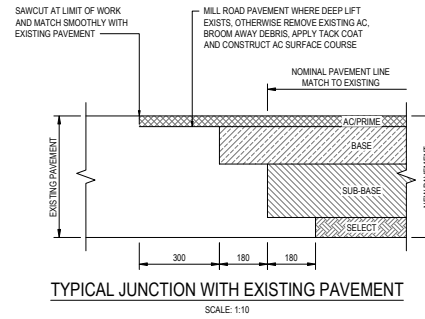 SAWCUT AT LIMIT OF WORK
AND MATCH SMOOTHLY WITH
EXISTING PAVEMENT
MILL ROAD PAVEMENT WHERE DEEP LIFT
EXISTS, OTHERWISE REMOVE EXISTING AC,
BROOM AWAY DEBRIS, APPLY TACK COAT
AND CONSTRUCT AC SURFACE COURSE
NOMINAL PAVEMENT LINE
MATCH TO EXISTING
AC/PRIME
BASE
SUB-BASE
SELECT
EXISTING PAVEMENT
300
180
180
TYPICAL JUNCTION WITH EXISTING PAVEMENT
SCALE: 1:10